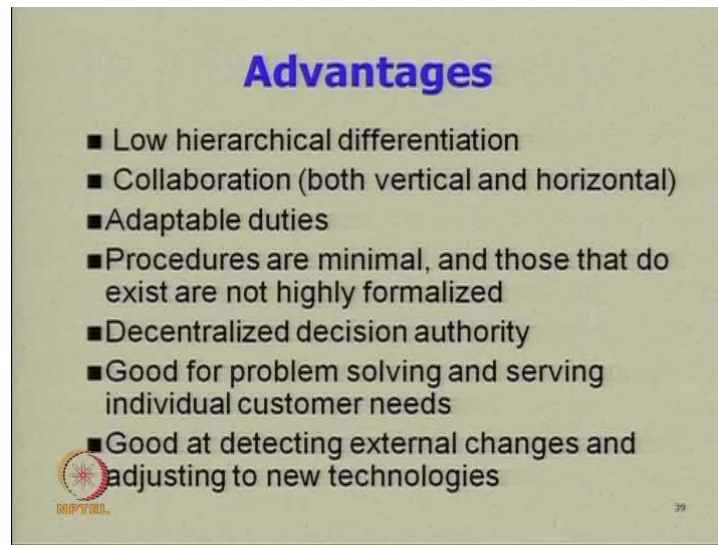 Advantages
■ Low hierarchical differentiation
■ Collaboration (both vertical and horizontal)
■Adaptable duties
■Procedures are minimal, and those that do
exist are not highly formalized
■Decentralized decision authority
■Good for problem solving and serving
individual customer needs
■Good at detecting external changes and
adjusting to new technologies
NPTEL
39